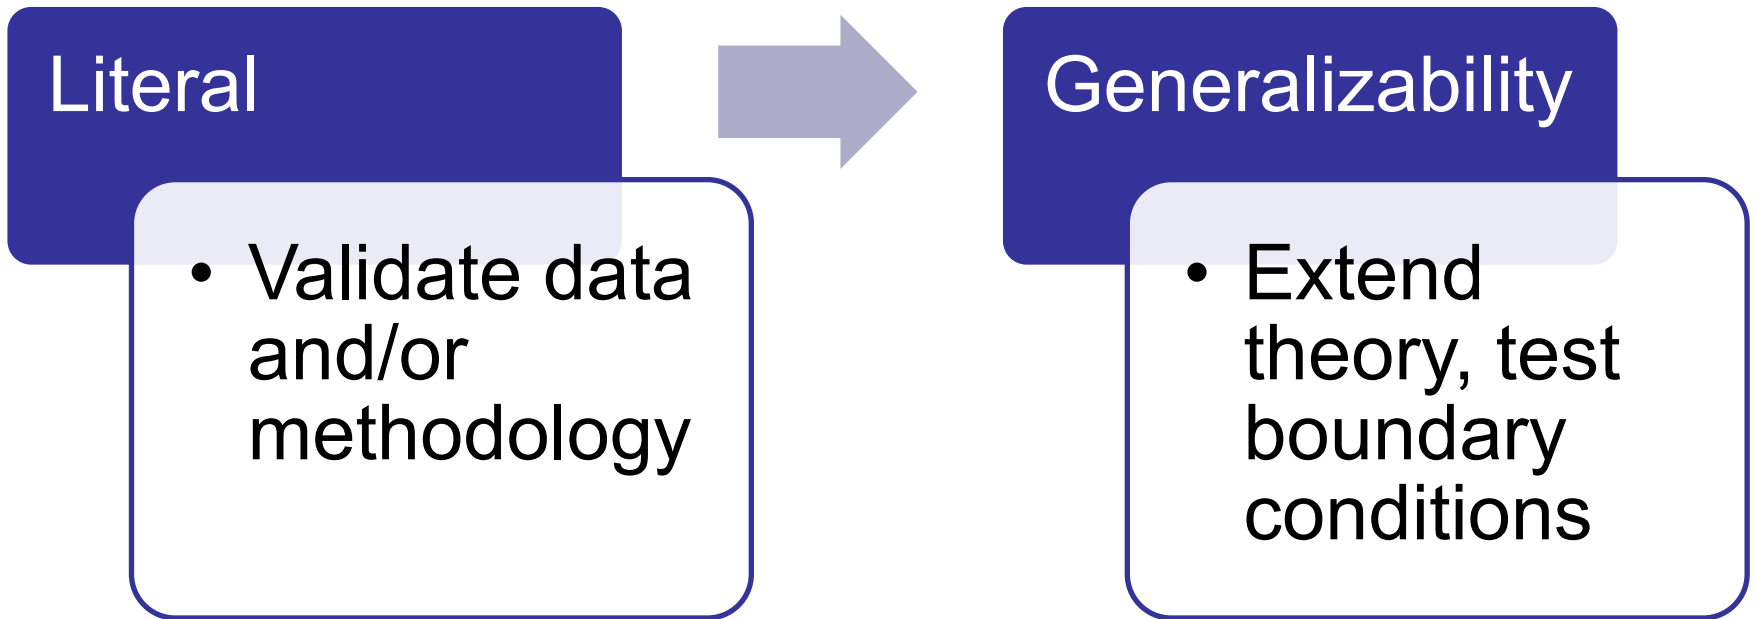 Literal
• Validate data
and/or
methodology
Generalizability
• Extend
theory, test
boundary
conditions